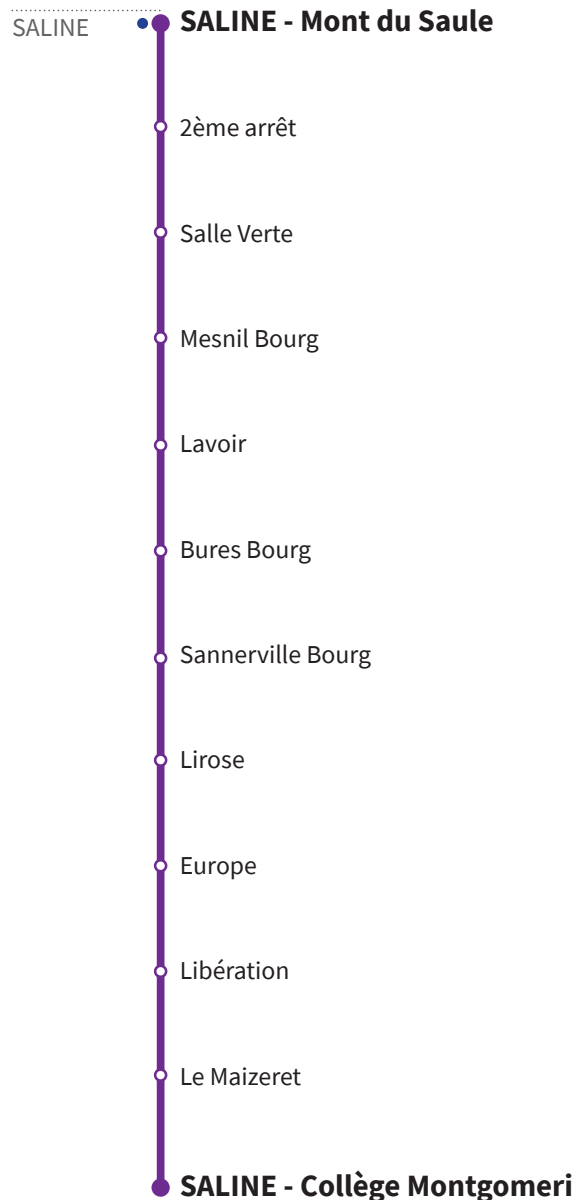 SALINE
SALINE - Mont du Saule
2ème arrêt
Salle Verte
Mesnil Bourg
Lavoir
Bures Bourg
Sannerville Bourg
Lirose
Europe
Libération
Le Maizeret
SALINE - Collège Montgomeri